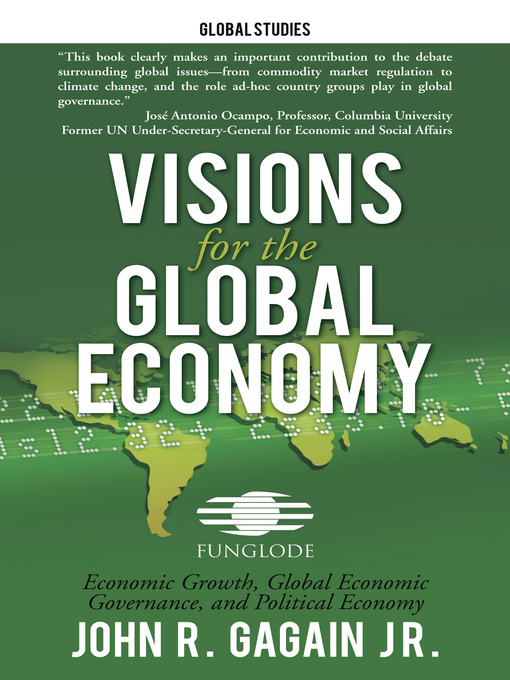 GLOBAL STUDIES
“This book clearly makes an important contribution to the debate
surrounding global issues—from commodity market regulation to
climate change, and the role ad-hoc country groups play in global
governance.”
José Antonio Ocampo, Professor, Columbia University
Former UN Under-Secretary-General for Economic and Social Affairs
VISIONS
for the
GLOBAL
ECONOMY
FUNGLODE
Economic Growth, Global Economic
Governance, and Political Economy
JOHN R. GAGAIN JR.